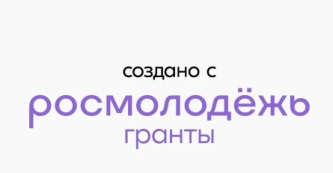 создано с
росмолодёжь
гранты